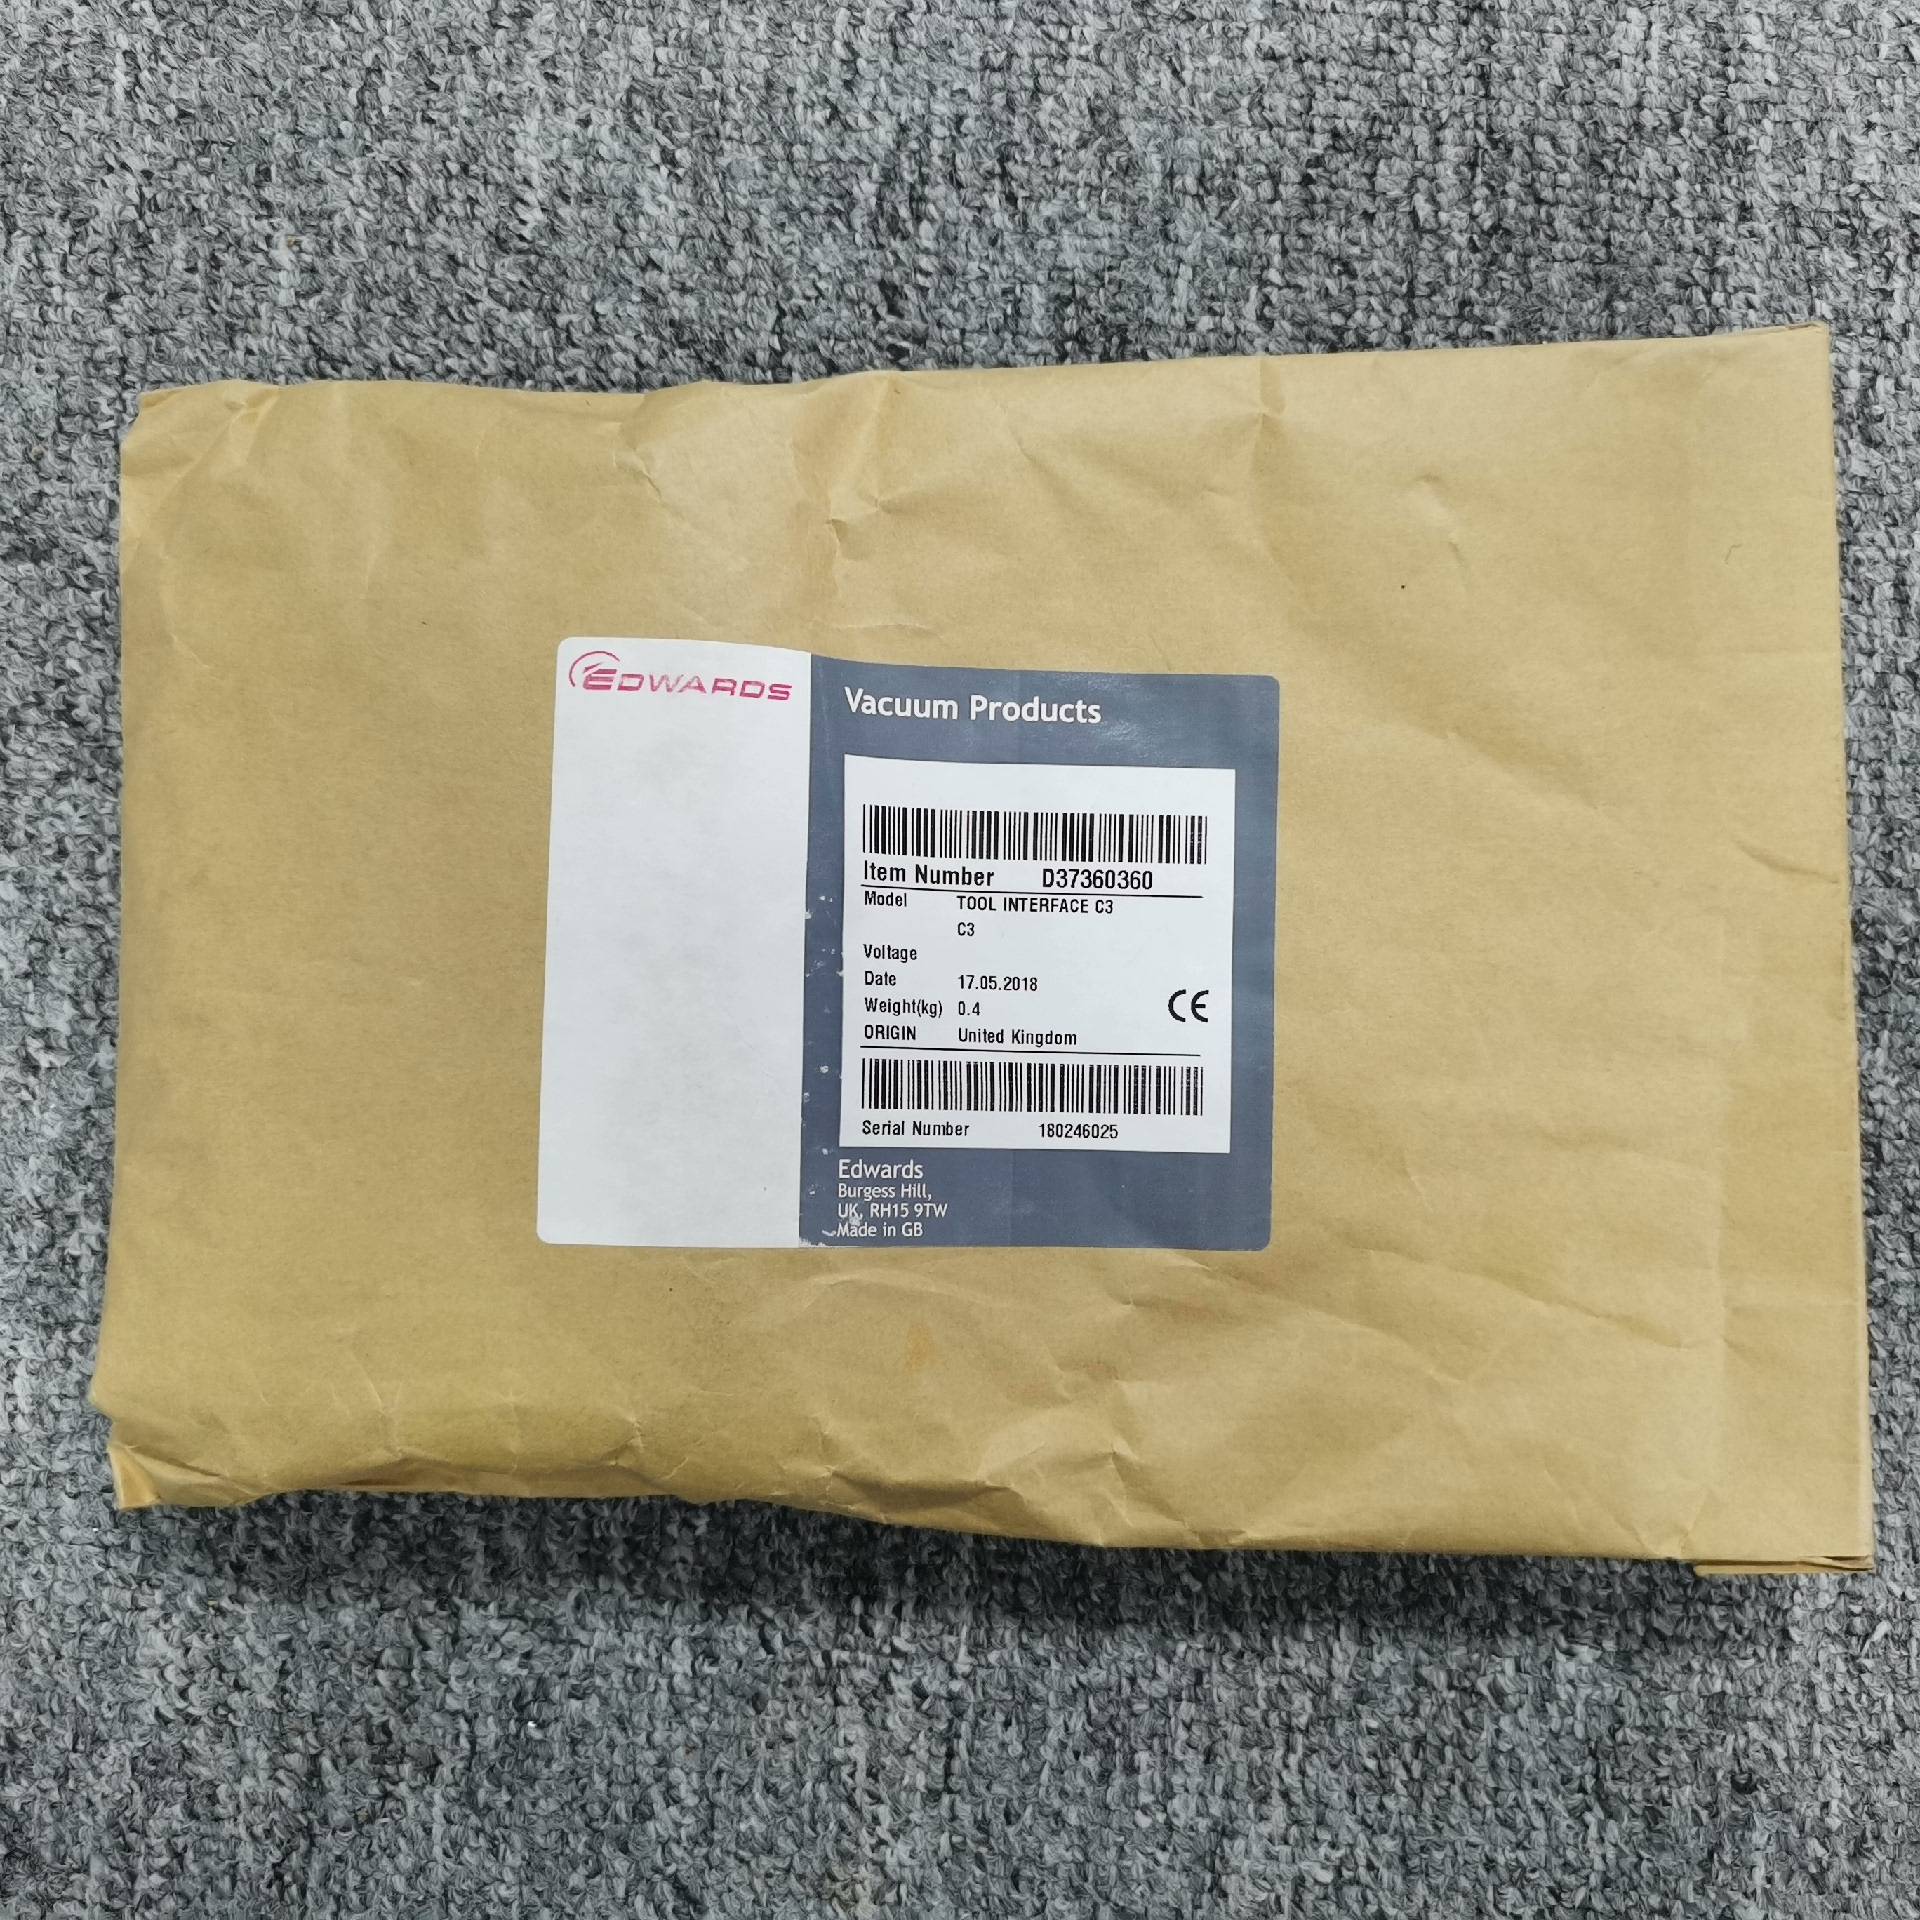 EDWARDS
Vacuum Products
Item Number D37360360
Model TOOL INTERFACE C3
C3
Voltage
Date 17.05.2018
Weight(kg) 0.4
CE
ORIGIN United Kingdom
Serial Number 180246025
Edwards
Burgess Hill,
UK, RH15 9TW
Made in GB